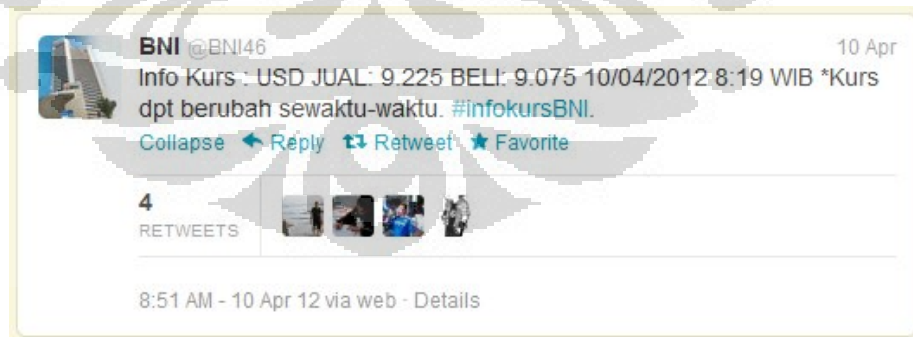 BNI @BNI46 10 Apr
Info Kurs : USD JUAL: 9.225 BELI: 9.075 10/04/2012 8:19 WIB *Kurs
dpt berubah sewaktu-waktu. #infokursBNI.
Collapse Reply Retweet Favorite
4
RETWEETS
8:51 AM - 10 Apr 12 via web · Details